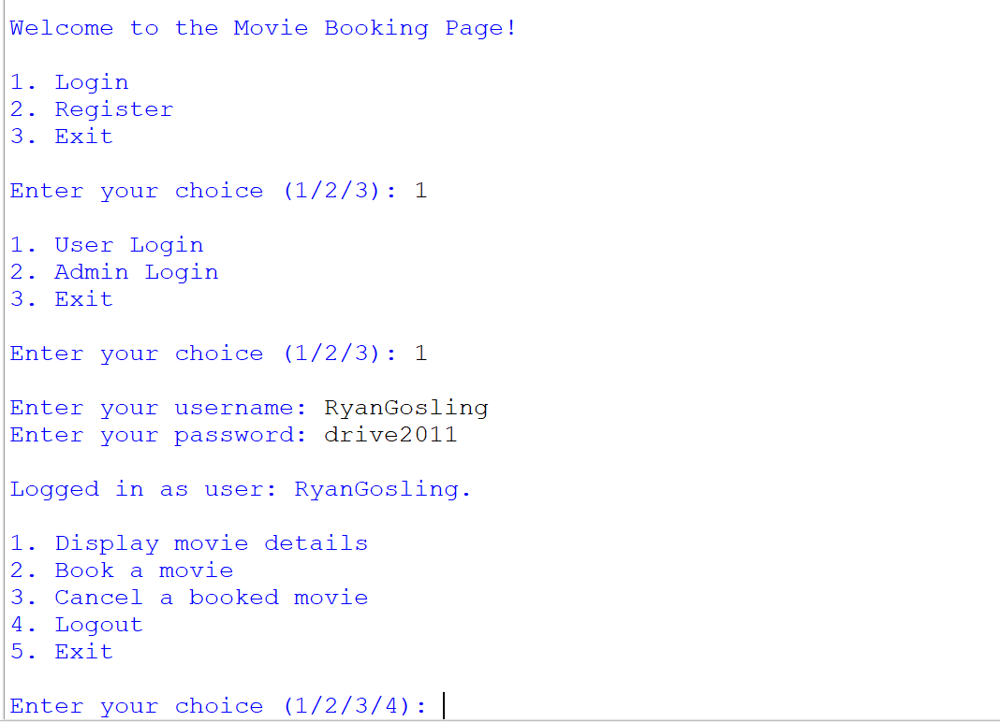 Welcome to the Movie Booking Page!
1. Login
2. Register
3. Exit
Enter your choice (1/2/3): 1
1. User Login
2. Admin Login
3. Exit
Enter your choice (1/2/3): 1
Enter your username: RyanGosling
Enter your password: drive2011
Logged in as user: RyanGosling.
1. Display movie details
2. Book a movie
3. Cancel a booked movie
4. Logout
5. Exit
Enter your choice (1/2/3/4):